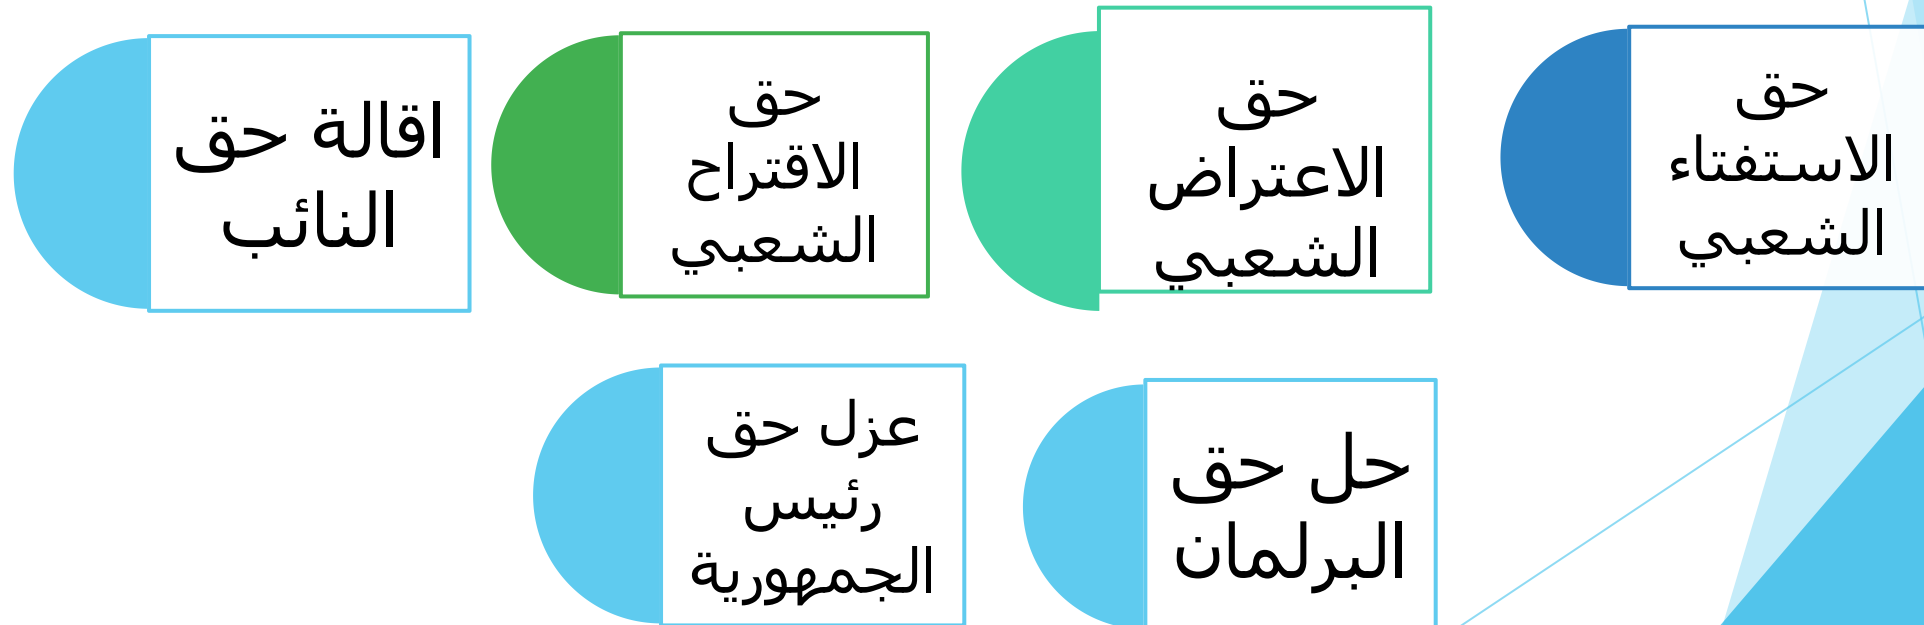 حق
الاستفتاء
الشعبي
حق
الاعتراض
الشعبي
حق
الاقتراح
الشعبي
اقالة حق
النائب
حل حق
البرلمان
عزل حق
رئيس
الجمهورية